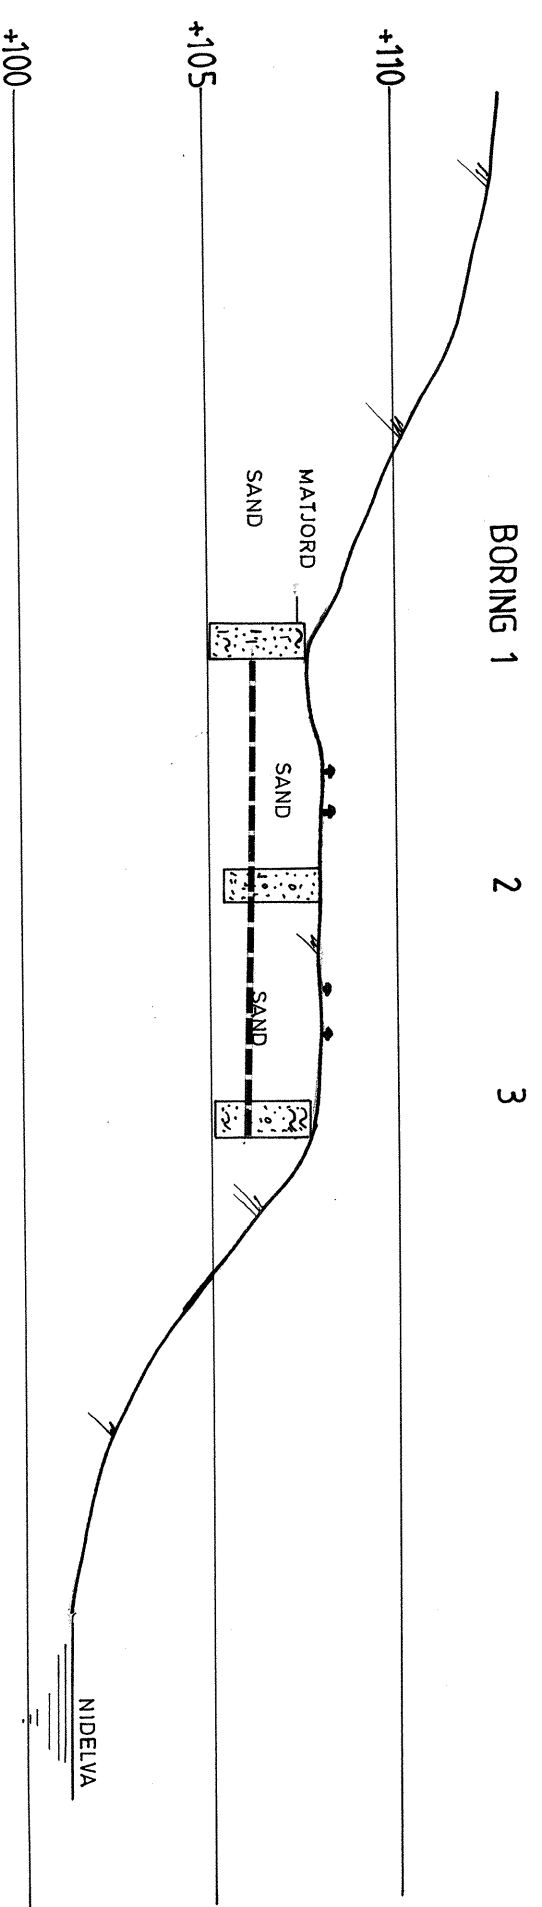 BORING 1
2
3
+110
+105
+100
MATJORD
SAND
SAND
SAND
NIDELVA